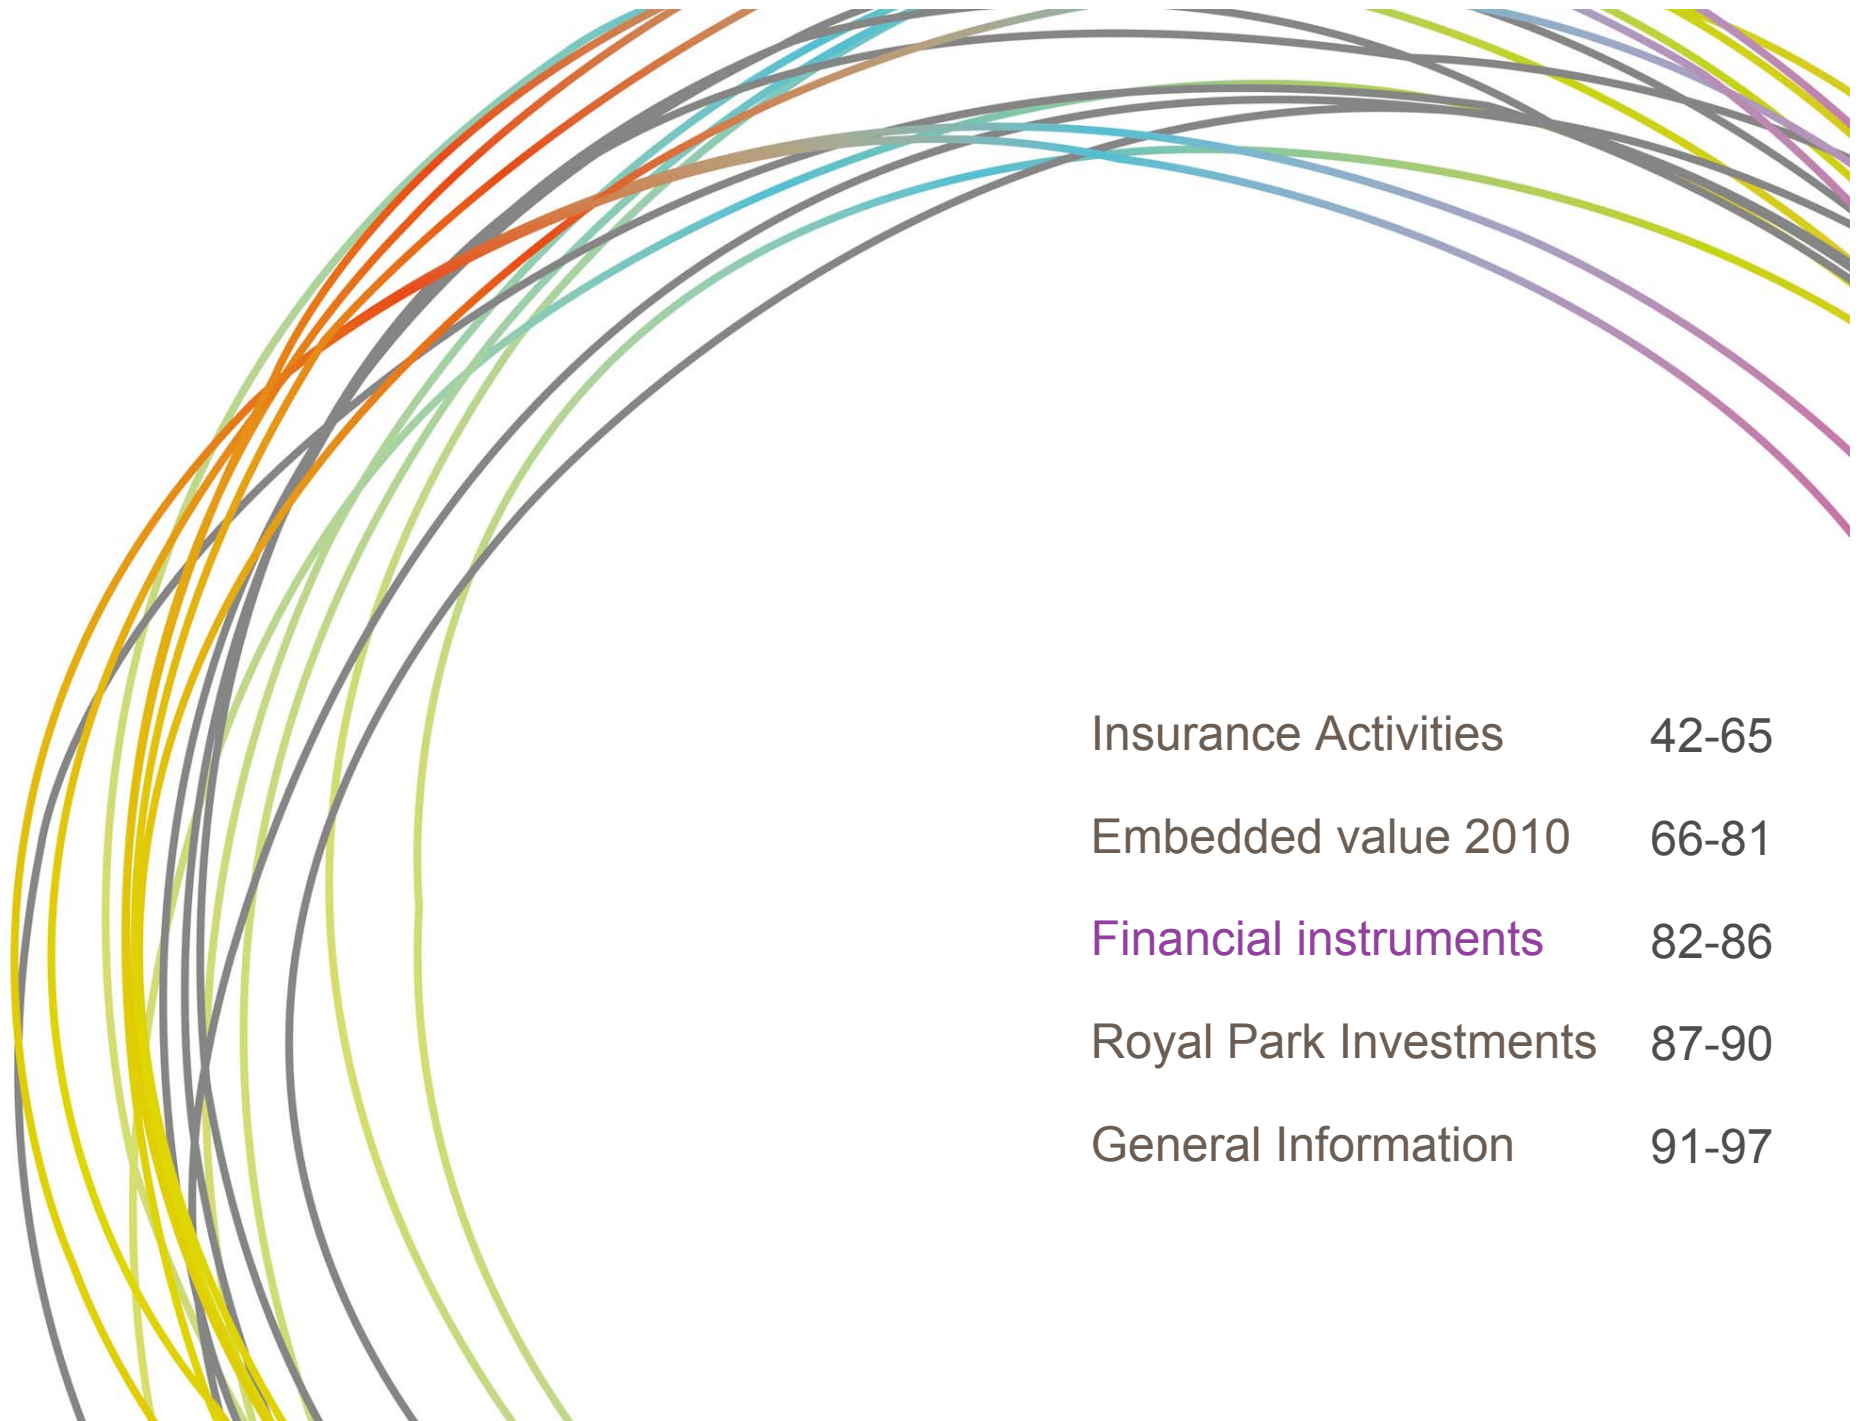 Insurance Activities 42-65
Embedded value 2010 66-81
Financial instruments 82-86
Royal Park Investments 87-90
General Information 91-97